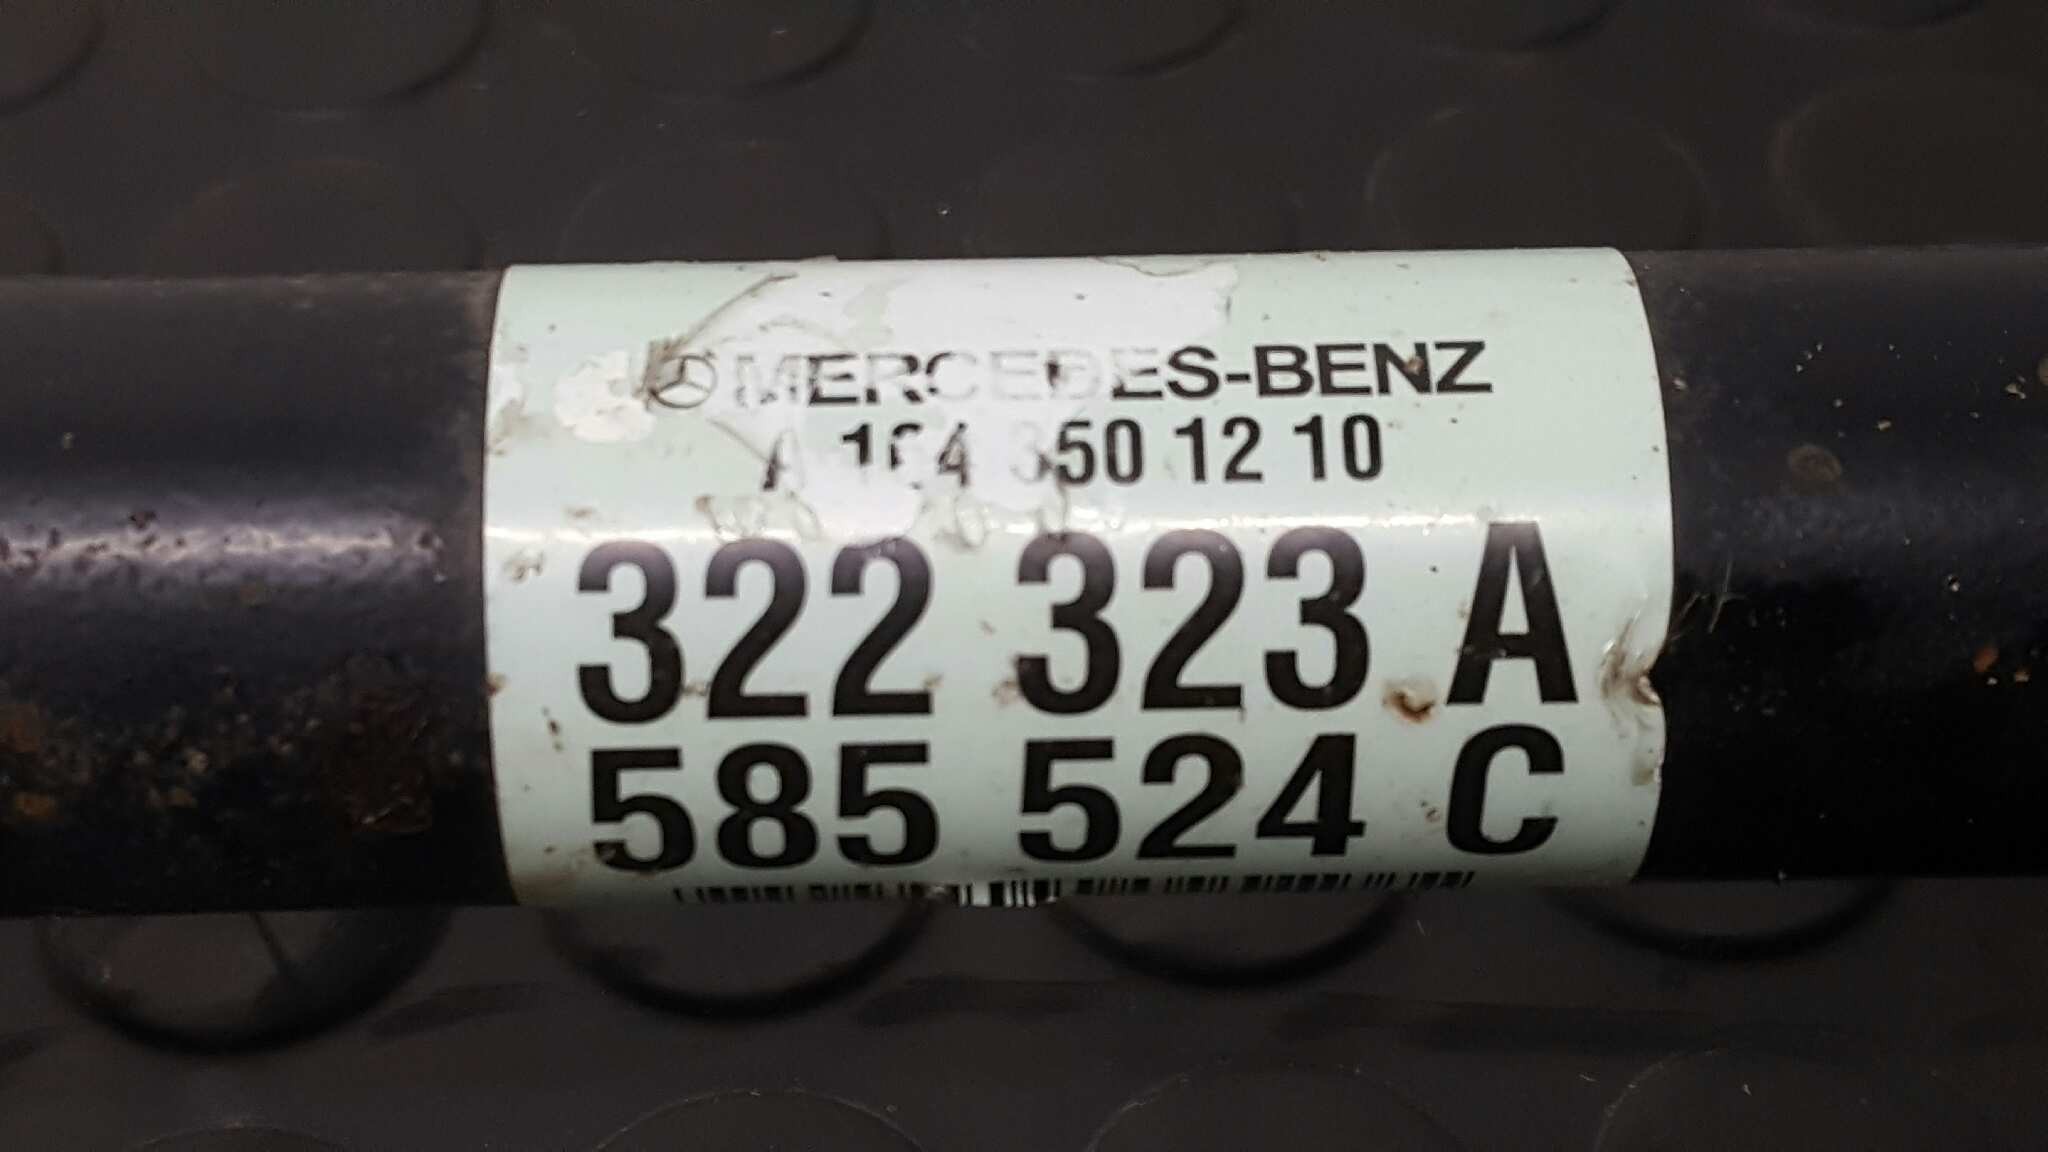 MERCEDES-BENZ
A 164 350 12 10
322 323 A
585 524 C